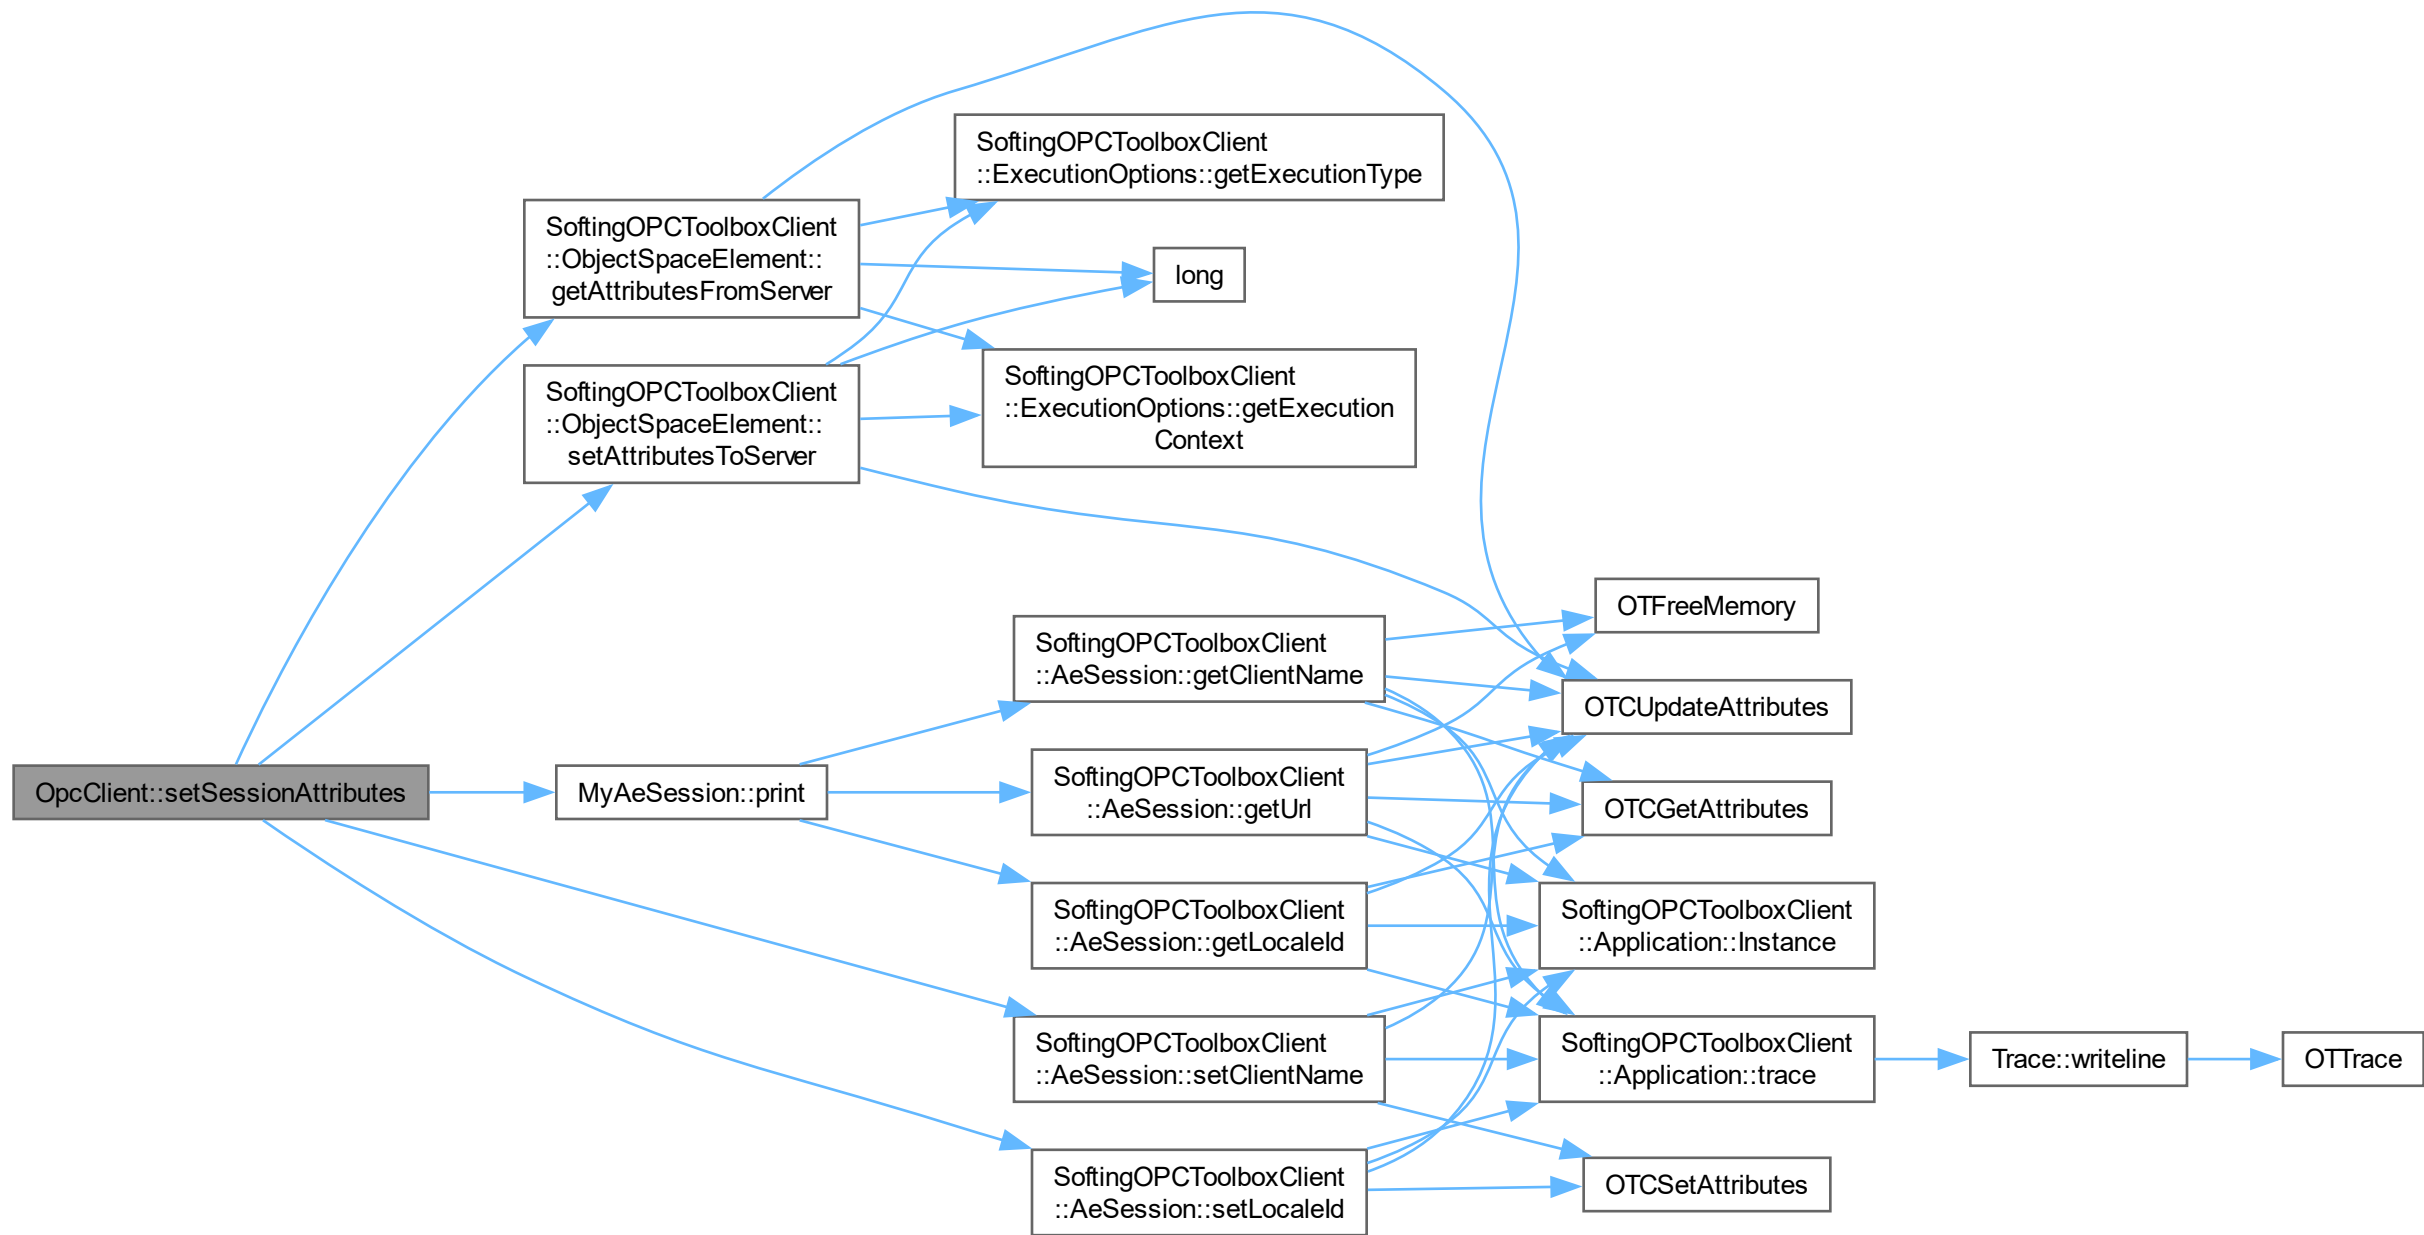 SoftingOPCToolboxClient
::ExecutionOptions::getExecutionType
SoftingOPCToolboxClient
::ObjectSpaceElement::
getAttributesFromServer
long
SoftingOPCToolboxClient
::ExecutionOptions::getExecution
Context
SoftingOPCToolboxClient
::ObjectSpaceElement::
setAttributesToServer
OTFreeMemory
SoftingOPCToolboxClient
::AeSession::getClientName
OTCUpdateAttributes
OpcClient::setSessionAttributes
MyAeSession::print
SoftingOPCToolboxClient
::AeSession::getUrl
OTCGetAttributes
SoftingOPCToolboxClient
::AeSession::getLocaleId
SoftingOPCToolboxClient
::Application::Instance
SoftingOPCToolboxClient
::AeSession::setClientName
SoftingOPCToolboxClient
::Application::trace
Trace::writeline
OTTrace
SoftingOPCToolboxClient
::AeSession::setLocaleId
OTCSetAttributes